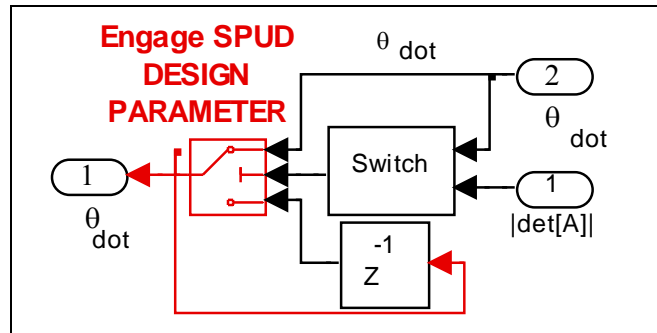 Engage SPUD
DESIGN
PARAMETER
θ dot
2
θ dot
1
θ dot
Switch
1
|det[A]|
-1
Z